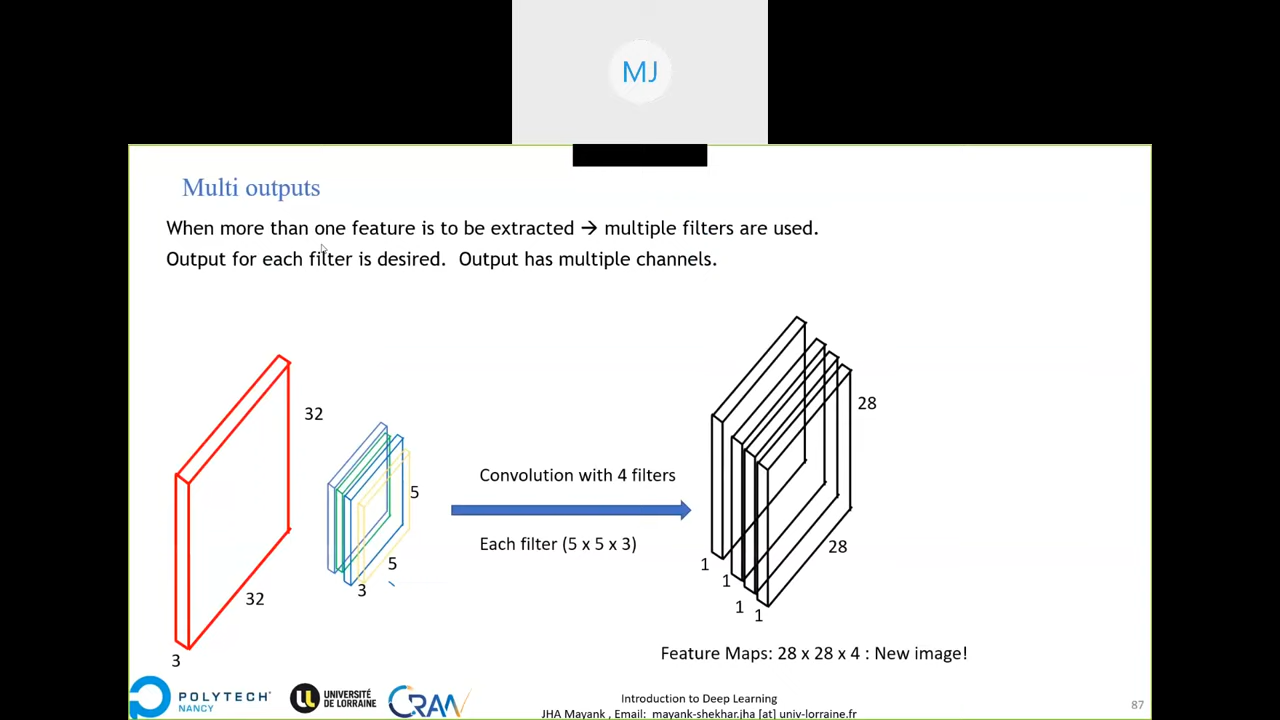 MJ
Multi outputs
When more than one feature is to be extracted → multiple filters are used.
Output for each filter is desired. Output has multiple channels.
32
32
3
5
5
3
Convolution with 4 filters
Each filter (5 x 5 x 3)
28
28
1
1
1
1
Feature Maps: 28 x 28 x 4 : New image!
POLYTECH
NANCY
UNIVERSITÉ
DE LORRAINE
CRAN
Introduction to Deep Learning
JHA Mayank , Email: mayank-shekhar.jha [at] univ-lorraine.fr
87